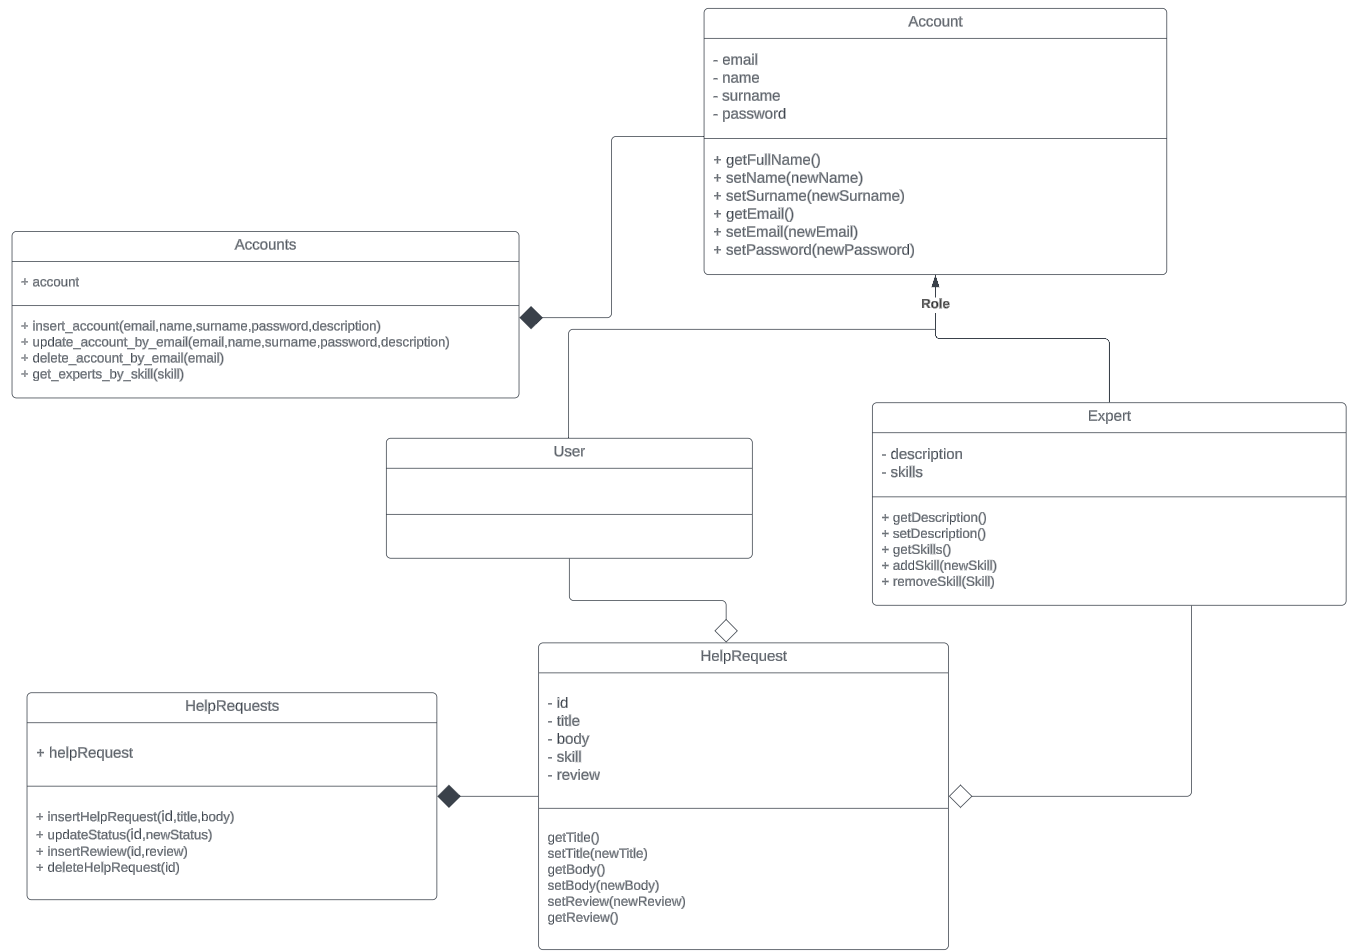 Account
- email
- name
- surname
- password
+ getFullName()
+ setName(newName)
+ setSurname(newSurname)
+ getEmail()
+ setEmail(newEmail)
+ setPassword(newPassword)
Accounts
+ account
+ insert_account(email,name,surname,password,description)
+ update_account_by_email(email,name,surname,password,description)
+ delete_account_by_email(email)
+ get_experts_by_skill(skill)
Role
User
Expert
- description
- skills
+ getDescription()
+ setDescription()
+ getSkills()
+ addSkill(newSkill)
+ removeSkill(Skill)
HelpRequest
- id
- title
- body
- skill
- review
getTitle()
setTitle(newTitle)
getBody()
setBody(newBody)
setReview(newReview)
getReview()
HelpRequests
+ helpRequest
+ insertHelpRequest(id,title,body)
+ updateStatus(id,newStatus)
+ insertRewiew(id,review)
+ deleteHelpRequest(id)